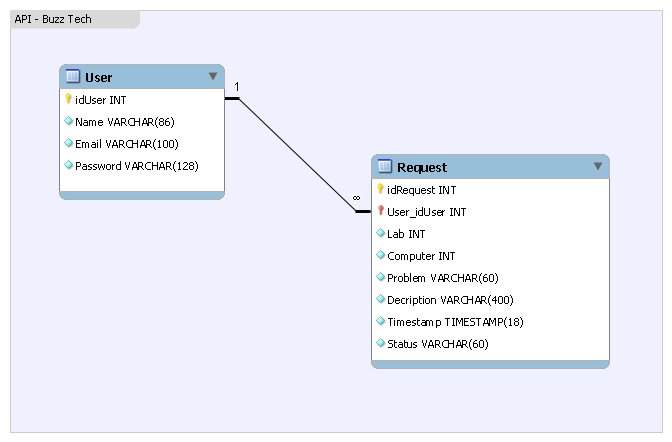 API - Buzz Tech
User
idUser INT
Name VARCHAR(86)
Email VARCHAR(100)
Password VARCHAR(128)
1
∞
Request
idRequest INT
User_idUser INT
Lab INT
Computer INT
Problem VARCHAR(60)
Decription VARCHAR(400)
Timestamp TIMESTAMP(18)
Status VARCHAR(60)